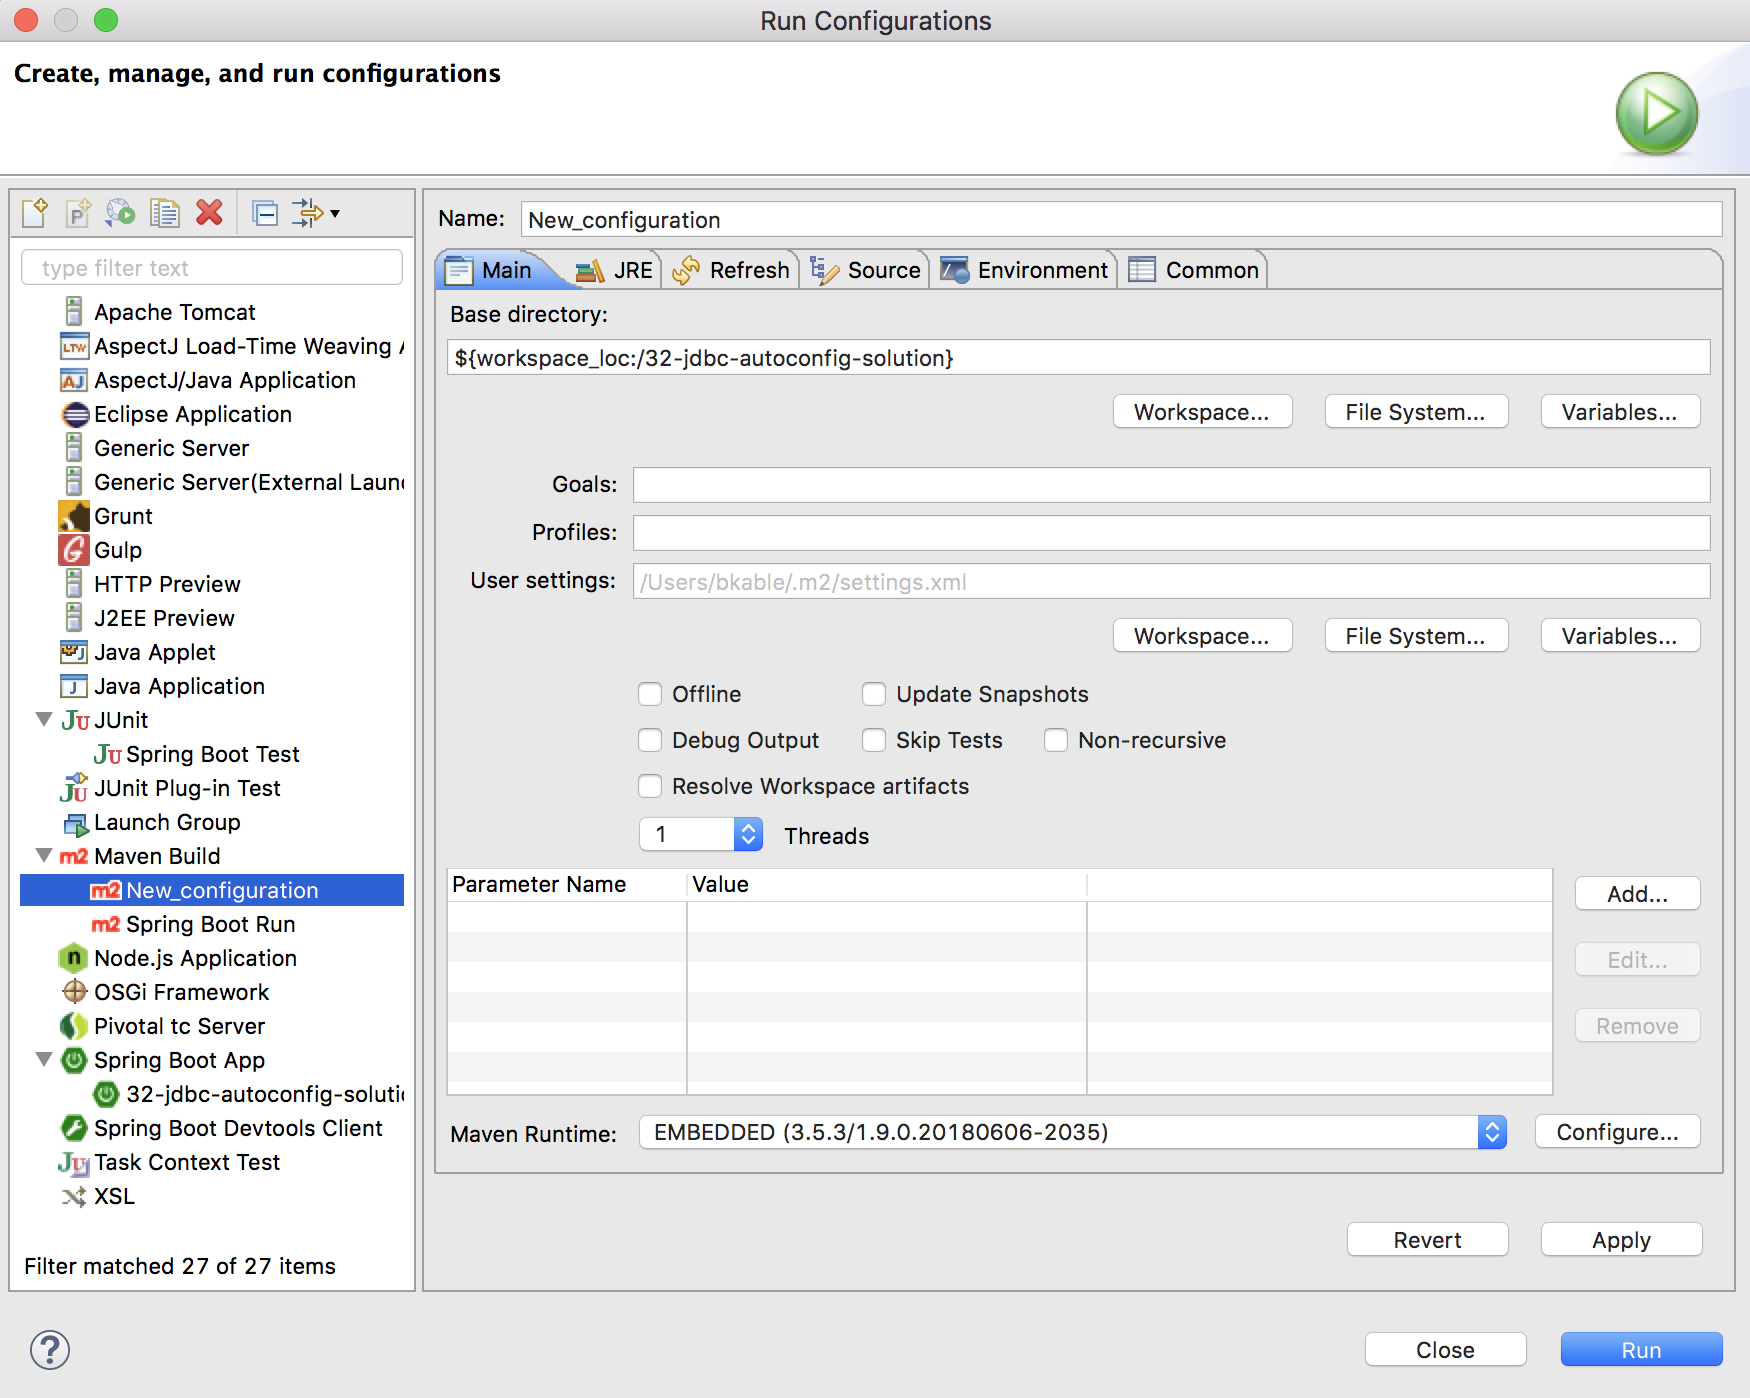 Run Configurations
Create, manage, and run configurations
type filter text
Apache Tomcat
AspectJ Load-Time Weaving A
AspectJ/Java Application
Eclipse Application
Generic Server
Generic Server(External Laun
Grunt
Gulp
HTTP Preview
J2EE Preview
Java Applet
Java Application
JUnit
Spring Boot Test
JUnit Plug-in Test
Launch Group
m2 Maven Build
m2 New_configuration
m2 Spring Boot Run
Node.js Application
OSGi Framework
Pivotal tc Server
Spring Boot App
32-jdbc-autoconfig-soluti
Spring Boot Devtools Client
Task Context Test
XSL
Filter matched 27 of 27 items
Name: New_configuration
Main JRE Refresh Source Environment Common
Base directory:
${workspace_loc:/32-jdbc-autoconfig-solution}
Workspace... File System... Variables...
Goals:
Profiles:
User settings: /Users/bkable/.m2/settings.xml
Workspace... File System... Variables...
Offline Update Snapshots
Debug Output Skip Tests Non-recursive
Resolve Workspace artifacts
1 Threads
Parameter Name Value
Add...
Edit...
Remove
Maven Runtime: EMBEDDED (3.5.3/1.9.0.20180606-2035) Configure...
Revert Apply
? Close Run